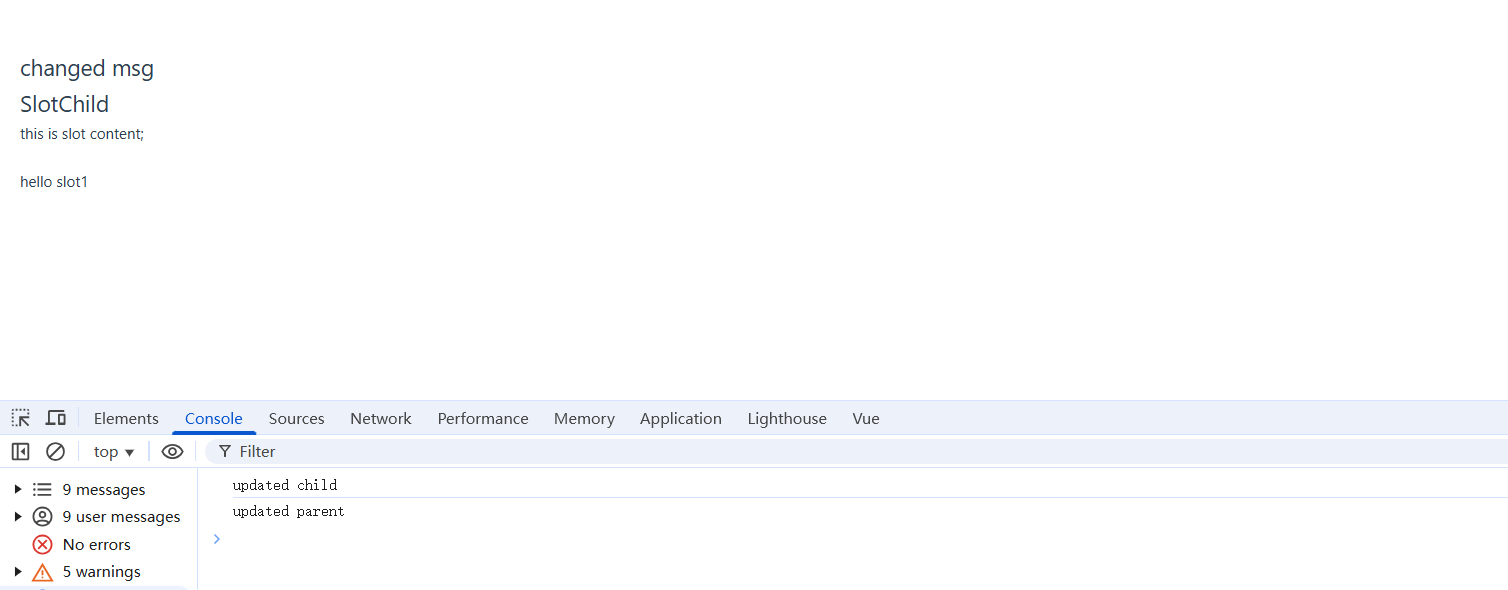 changed msg
SlotChild
this is slot content;
hello slot1
Elements Console Sources Network Performance Memory Application Lighthouse Vue
top Filter
9 messages
9 user messages
No errors
5 warnings
updated child
updated parent